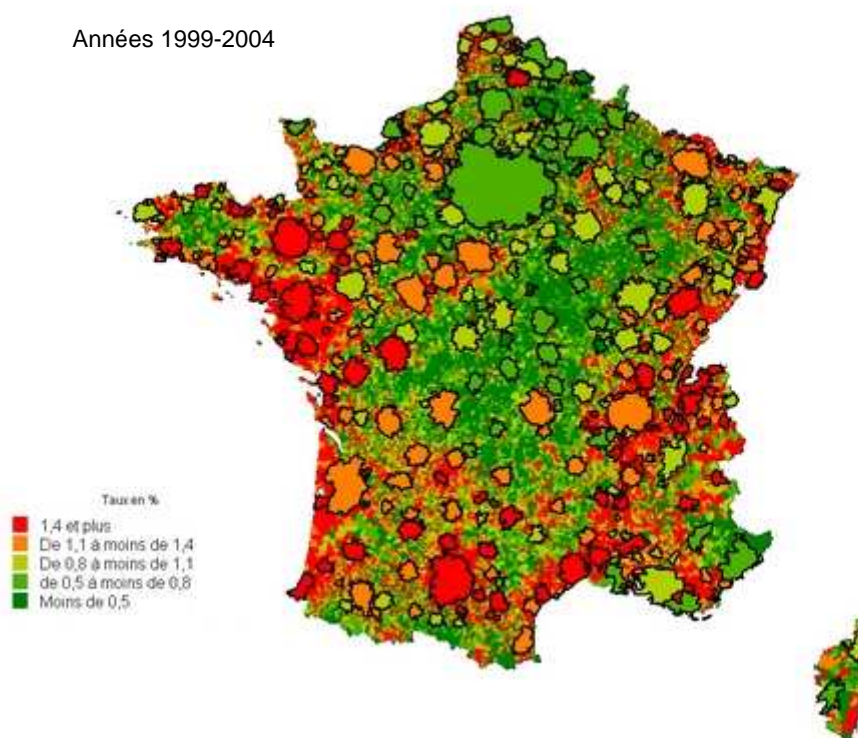 Années 1999-2004
Taux en %
1,4 et plus
De 1,1 à moins de 1,4
De 0,8 à moins de 1,1
de 0,5 à moins de 0,8
Moins de 0,5